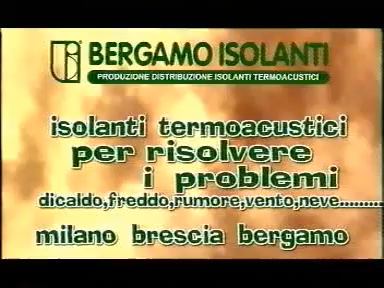 BERGAMO ISOLANTI
PRODUZIONE DISTRIBUZIONE ISOLANTI TERMOACUSTICI
isolanti termoacustici
per risolvere
i problemi
dicaldo,freddo,rumore,vento,neve.........
milano brescia bergamo